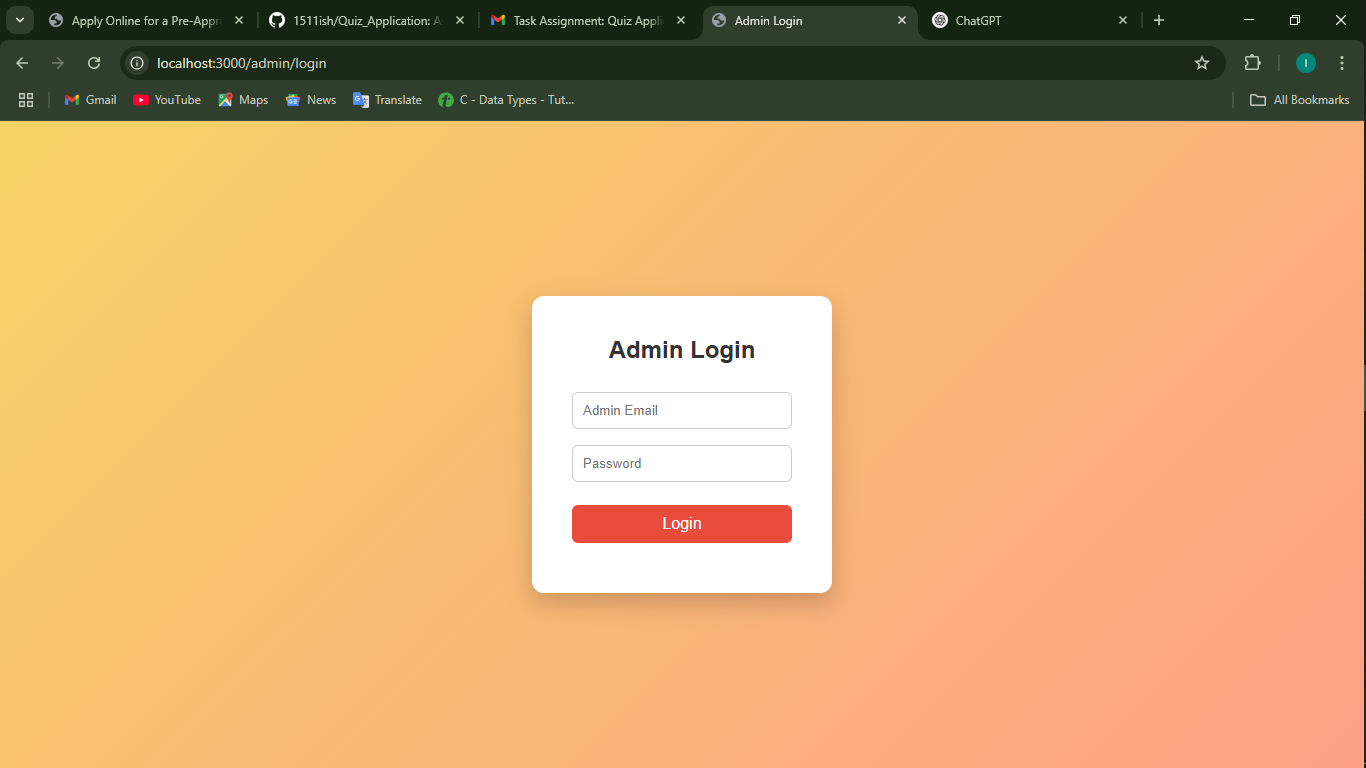 Apply Online for a Pre-Appr
1511ish/Quiz_Application: A
Task Assignment: Quiz Appli
Admin Login
ChatGPT
localhost:3000/admin/login
I
Gmail
YouTube
Maps
News
Translate
C - Data Types - Tut...
All Bookmarks
Admin Login
Admin Email
Password
Login